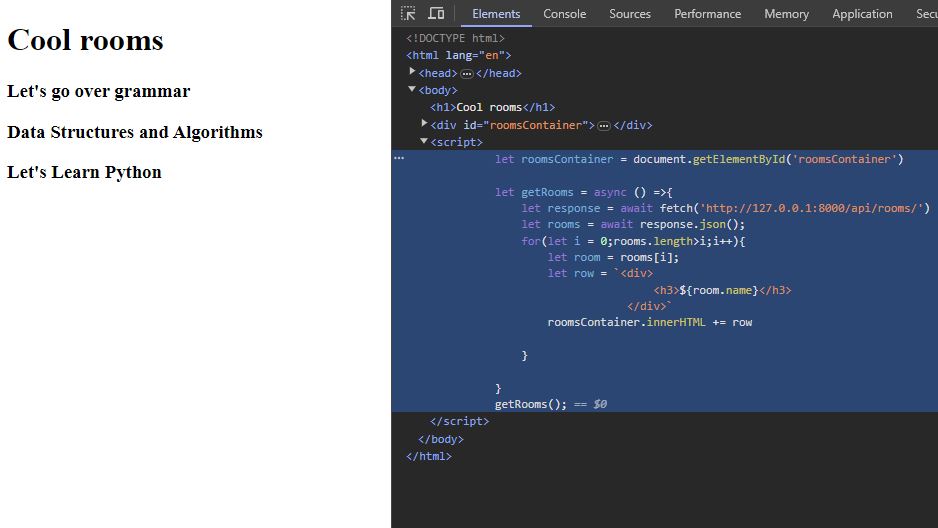 Cool rooms
Let's go over grammar
Data Structures and Algorithms
Let's Learn Python
Elements Console Sources Performance Memory Application Secu
<!DOCTYPE html>
<html lang="en">
<head> ••• </head>
<body>
<h1>Cool rooms</h1>
<div id="roomsContainer"> ••• </div>
<script>
let roomsContainer = document.getElementById('roomsContainer')
let getRooms = async () =>{
let response = await fetch('http://127.0.0.1:8000/api/rooms/')
let rooms = await response.json();
for(let i = 0;rooms.length>i;i++){
let room = rooms[i];
let row = `<div>
<h3>${room.name}</h3>
</div>`
roomsContainer.innerHTML += row
}
}
getRooms(); == $0
</script>
</body>
</html>